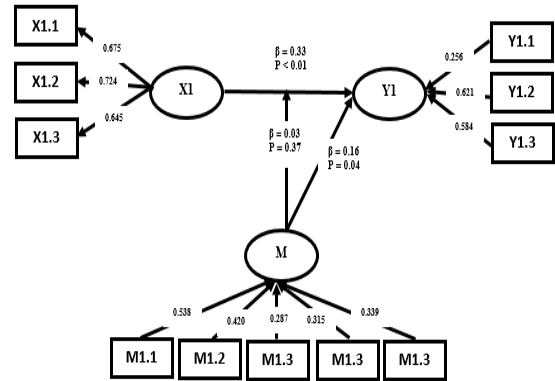 X1.1
X1.2
X1.3
0.675
0.724
0.645
X1
β = 0.33
P < 0.01
Y1
Y1.1
Y1.2
Y1.3
0.256
0.621
0.584
β = 0.03
P = 0.37
β = 0.16
P = 0.04
M
0.538
0.420
0.287
0.315
0.339
M1.1
M1.2
M1.3
M1.3
M1.3